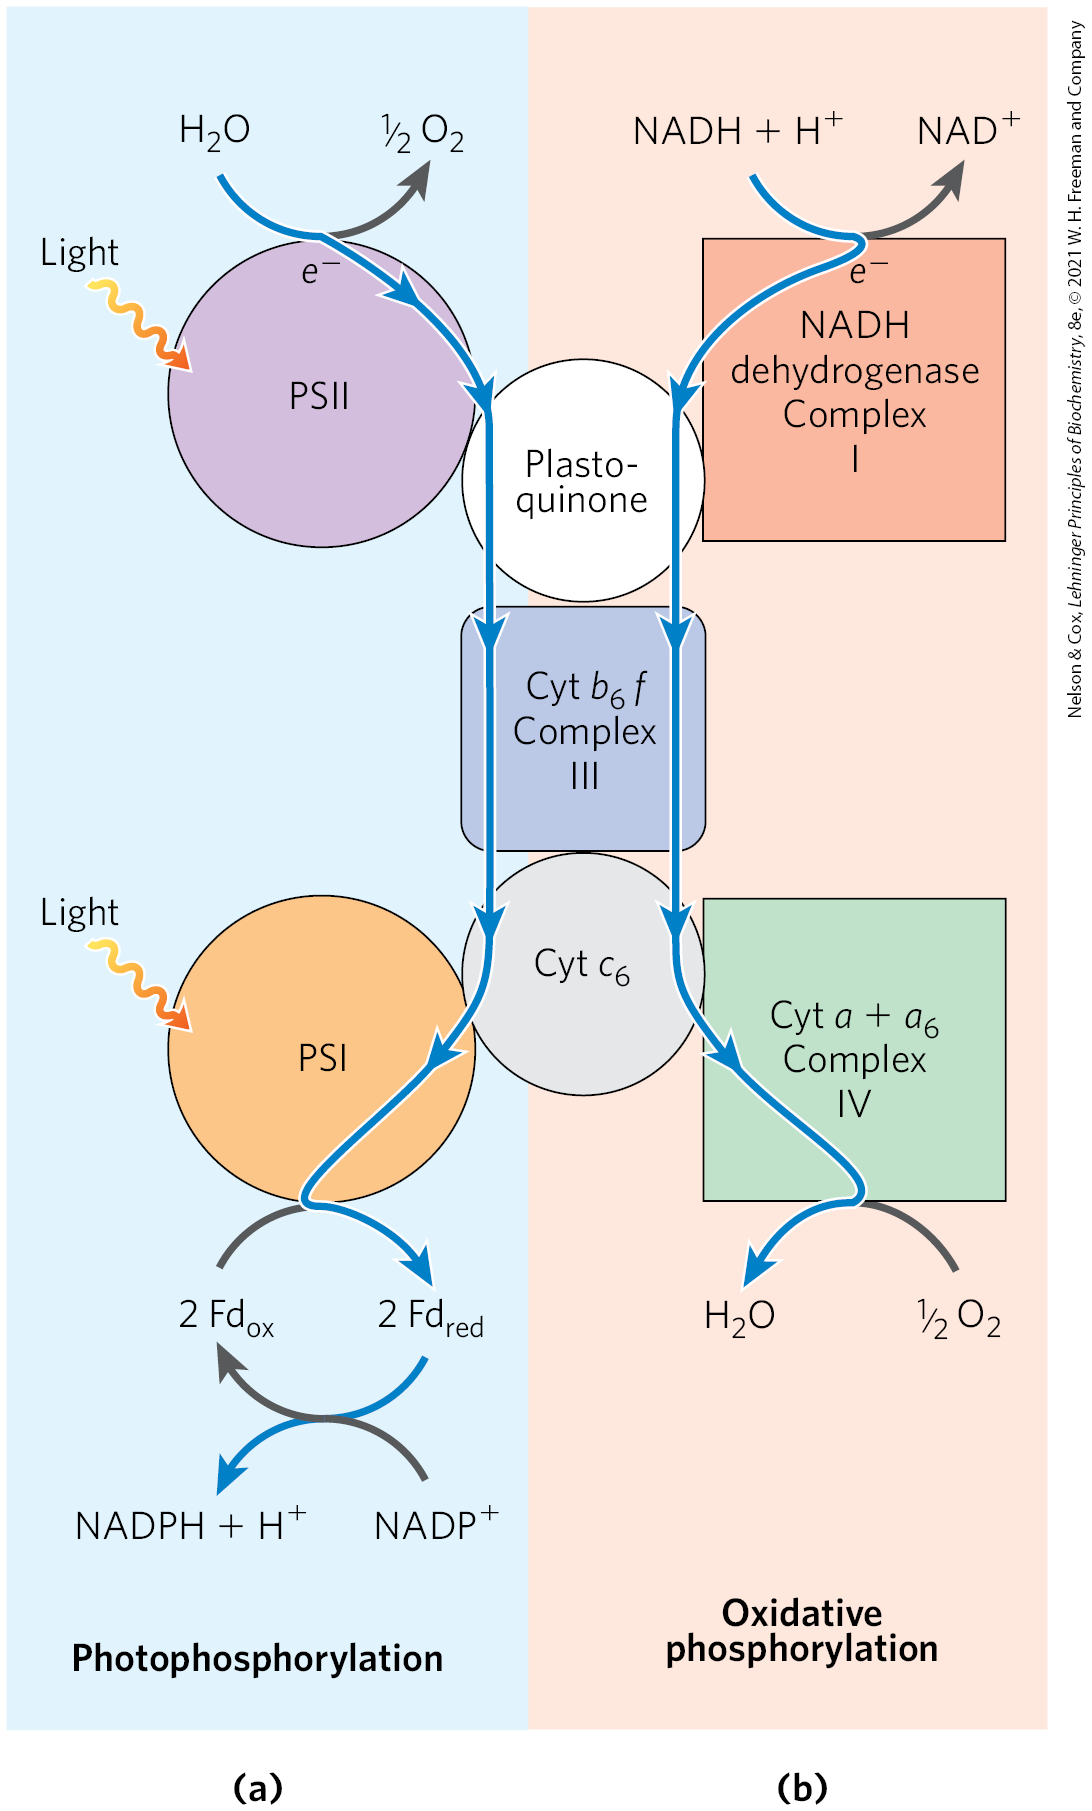 H₂O
½ O₂
Light
e⁻
PSII
NADH + H⁺
NAD⁺
e⁻
NADH
dehydrogenase
Complex
I
Plasto-
quinone
Cyt b₆ f
Complex
III
Cyt c₆
Light
PSI
Cyt a + a₆
Complex
IV
2 Fdox
2 Fdred
H₂O
½ O₂
NADPH + H⁺
NADP⁺
Photophosphorylation
Oxidative
phosphorylation
(a)
(b)
Nelson & Cox, Lehninger Principles of Biochemistry, 8e, © 2021 W. H. Freeman and Company